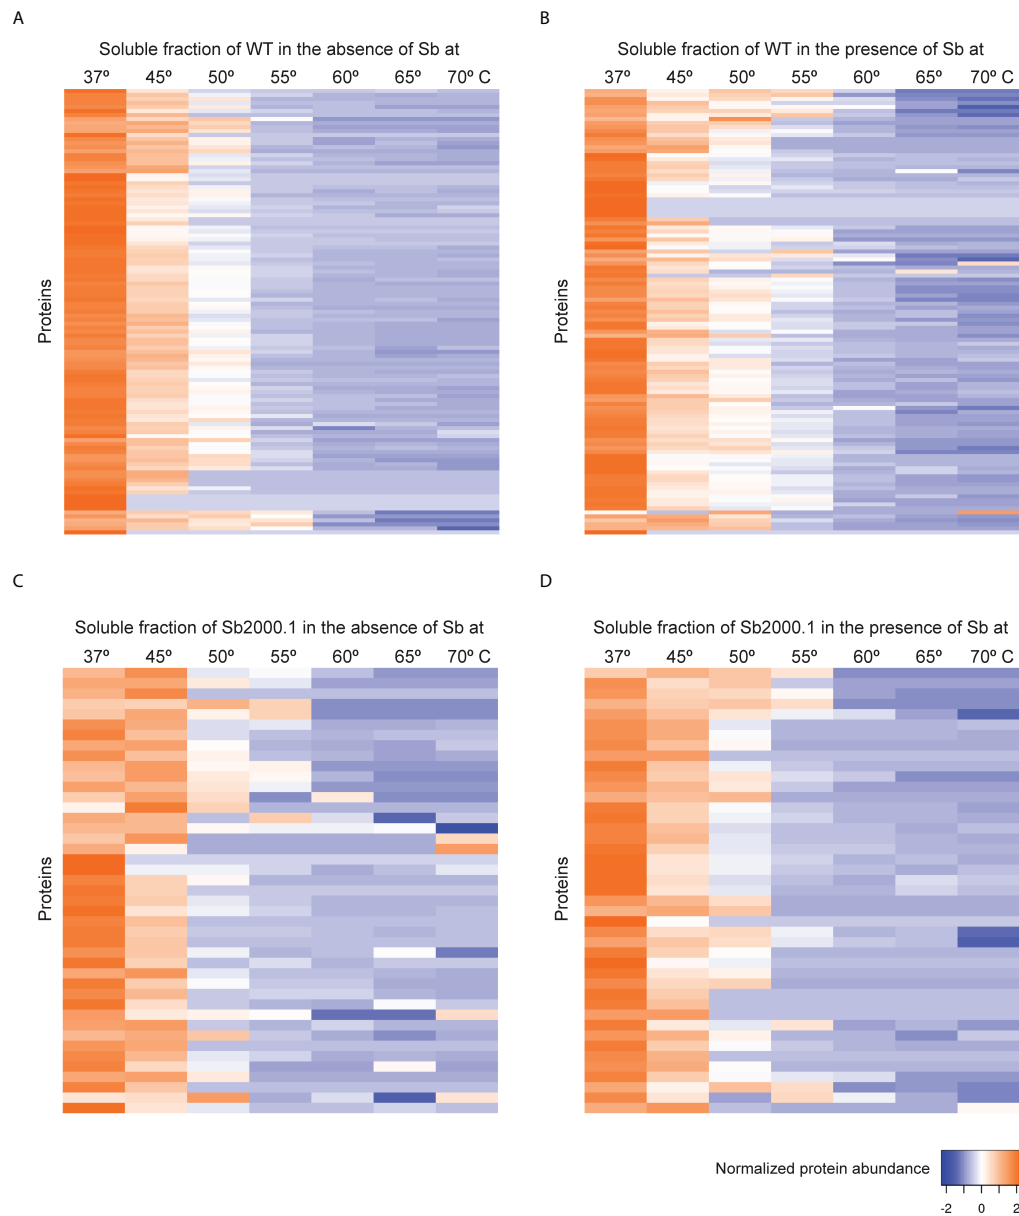 A
Soluble fraction of WT in the absence of Sb at
37º 45º 50º 55º 60º 65º 70º C
Proteins
B
Soluble fraction of WT in the presence of Sb at
37º 45º 50º 55º 60º 65º 70º C
Proteins
C
Soluble fraction of Sb2000.1 in the absence of Sb at
37º 45º 50º 55º 60º 65º 70º C
Proteins
D
Soluble fraction of Sb2000.1 in the presence of Sb at
37º 45º 50º 55º 60º 65º 70º C
Proteins
Normalized protein abundance
-2 0 2